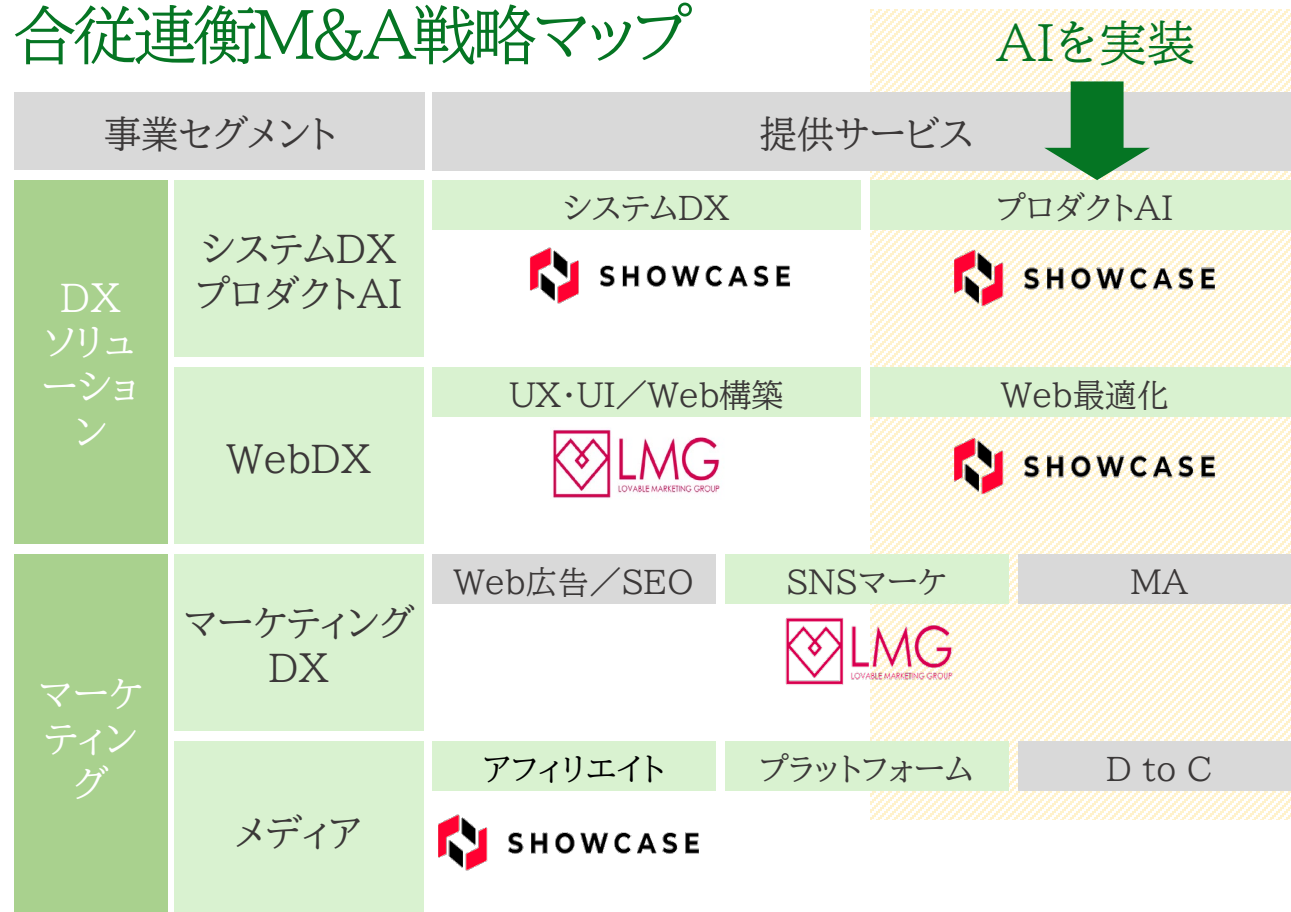 合従連衡M&A戦略マップ
AIを実装
事業セグメント
提供サービス
DX
ソリュ
ーショ
ン
システムDX
プロダクトAI
システムDX
SHOWCASE
プロダクトAI
SHOWCASE
WebDX
UX・UI／Web構築
LMG
LOVABLE MARKETING GROUP
Web最適化
SHOWCASE
マーケ
ティン
グ
マーケティング
DX
Web広告／SEO
SNSマーケ
LMG
LOVABLE MARKETING GROUP
MA
メディア
アフィリエイト
SHOWCASE
プラットフォーム
D to C